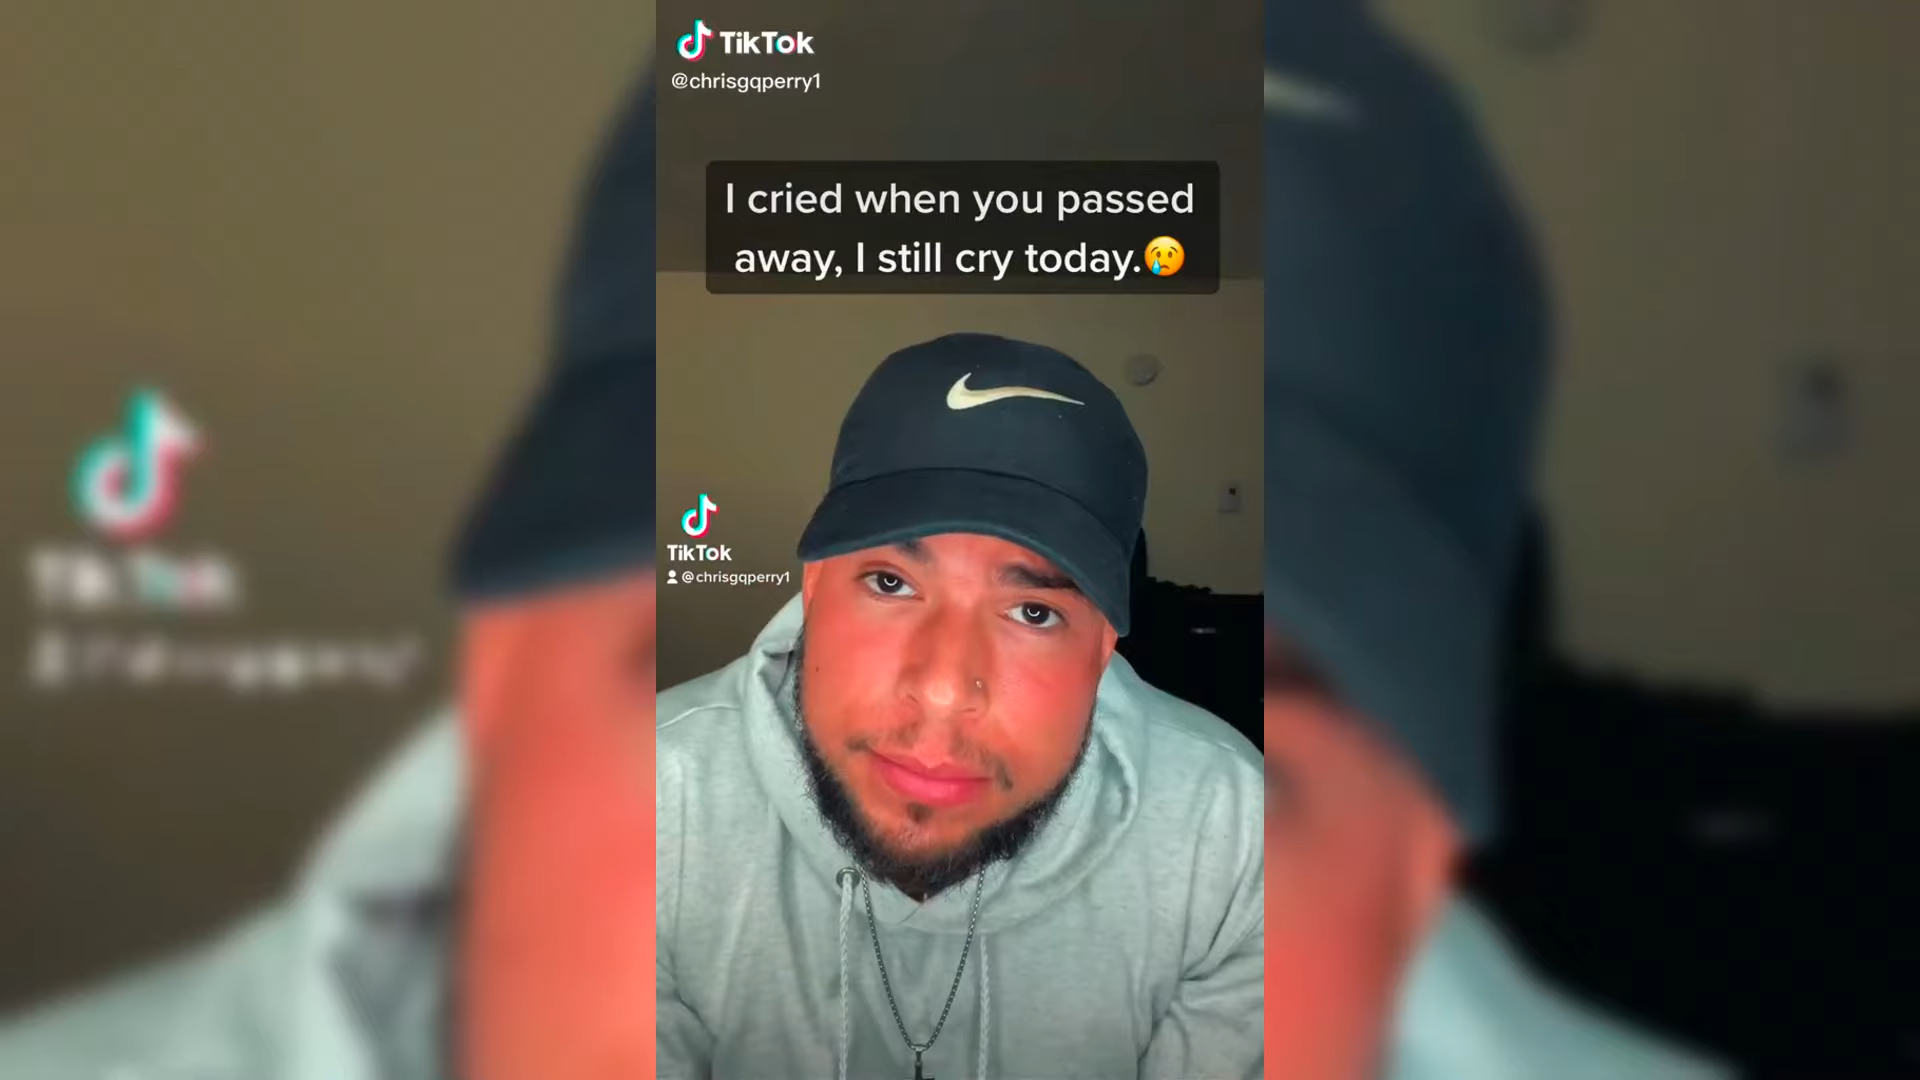 TikTok
@chrisgqperry1
I cried when you passed
away, I still cry today.😢
TikTok
@chrisgqperry1